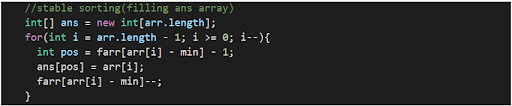 //stable sorting(filling ans array)
int[] ans = new int[arr.length];
for(int i = arr.length - 1; i >= 0; i--){
int pos = farr[arr[i] - min] - 1;
ans[pos] = arr[i];
farr[arr[i] - min]--;
}